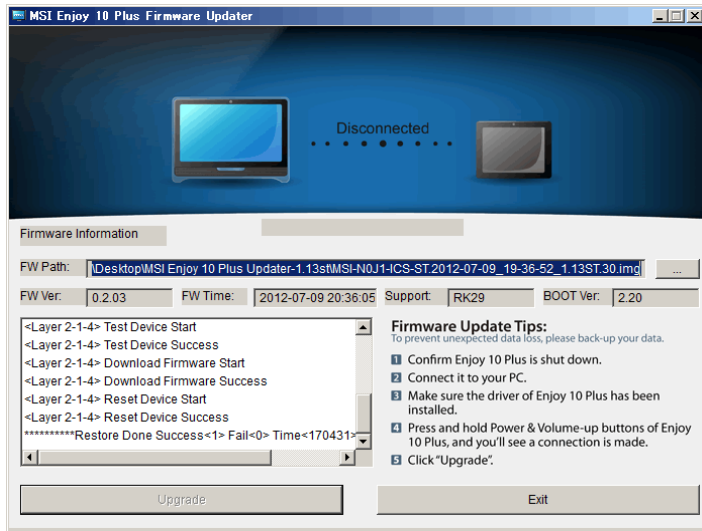 MSI Enjoy 10 Plus Firmware Updater
Disconnected
Firmware Information
FW Path:
\Desktop\MSI Enjoy 10 Plus Updater-1.13st\MSI-N0J1-ICS-ST.2012-07-09_19-36-52_1.13ST.30.img
...
FW Ver:
0.2.03
FW Time:
2012-07-09 20:36:05
Support:
RK29
BOOT Ver:
2.20
<Layer 2-1-4> Test Device Start
<Layer 2-1-4> Test Device Success
<Layer 2-1-4> Download Firmware Start
<Layer 2-1-4> Download Firmware Success
<Layer 2-1-4> Reset Device Start
<Layer 2-1-4> Reset Device Success
**********Restore Done Success<1> Fail<0> Time<170431>
Firmware Update Tips:
To prevent unexpected data loss, please back-up your data.
1 Confirm Enjoy 10 Plus is shut down.
2 Connect it to your PC.
3 Make sure the driver of Enjoy 10 Plus has been
installed.
4 Press and hold Power & Volume-up buttons of Enjoy
10 Plus, and you'll see a connection is made.
5 Click "Upgrade".
Upgrade
Exit